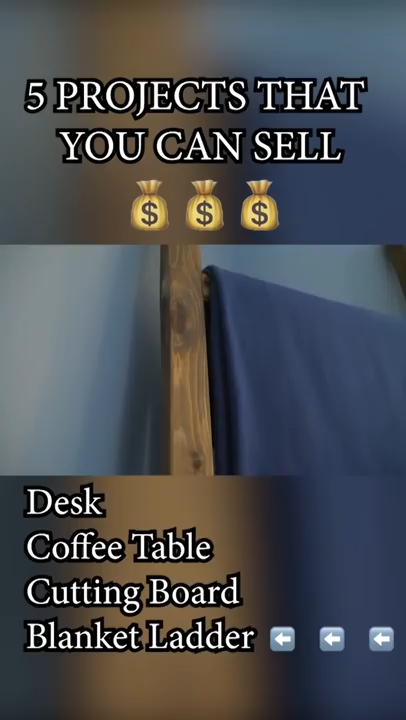 5 PROJECTS THAT
YOU CAN SELL
💰 💰 💰
Desk
Coffee Table
Cutting Board
Blanket Ladder ⬅️ ⬅️ ⬅️